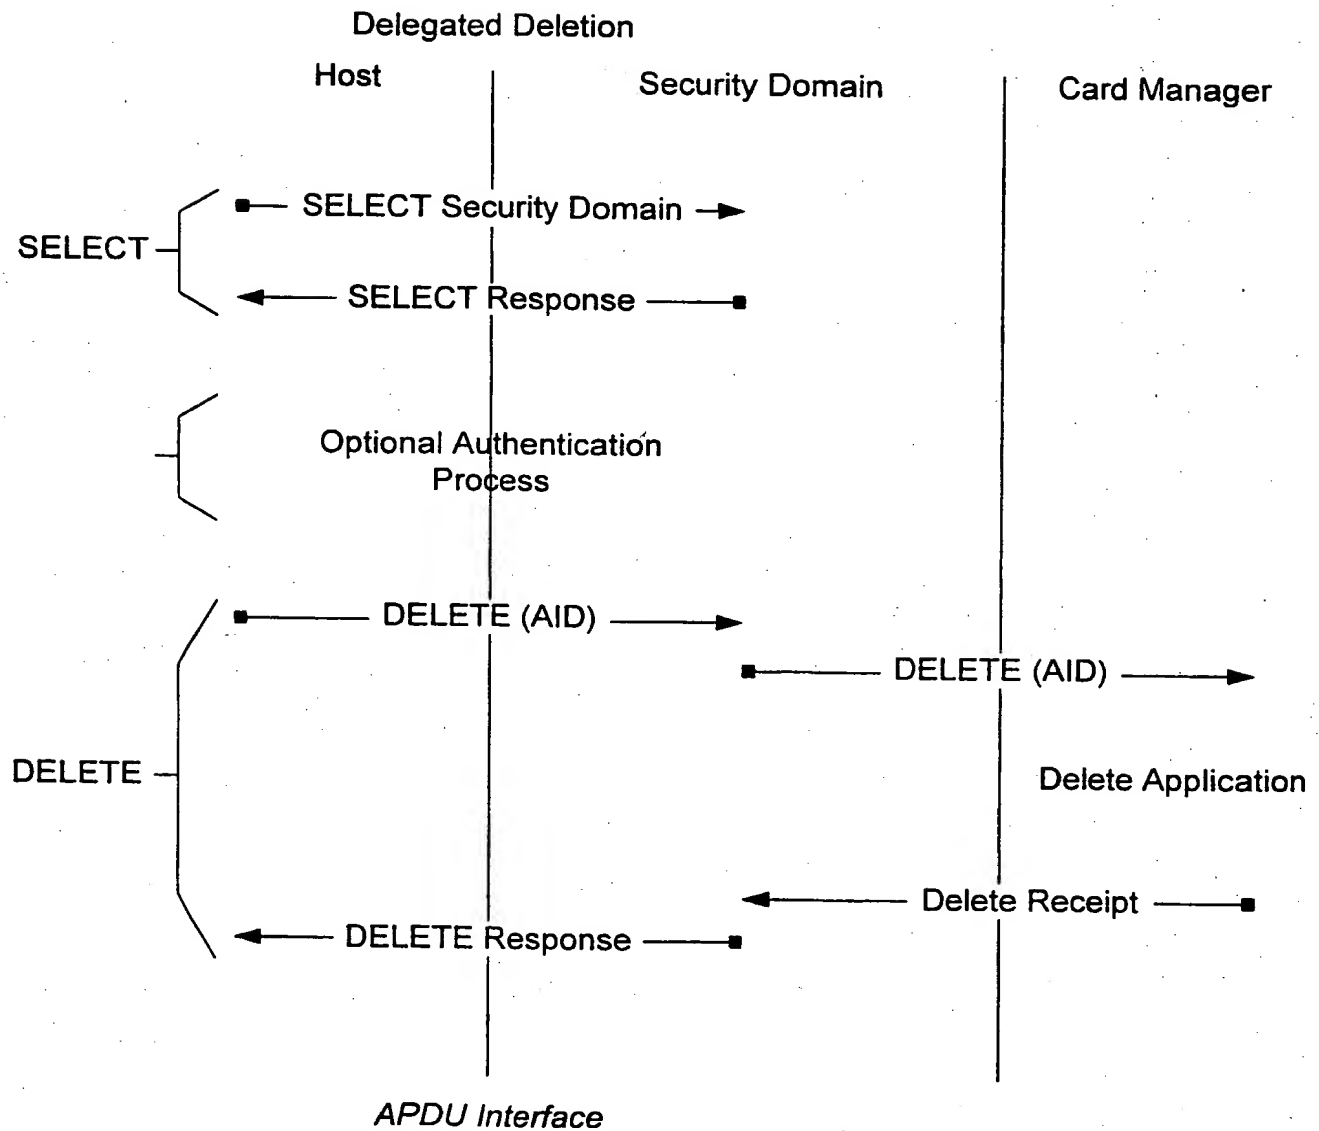 Delegated Deletion
Host
Security Domain
Card Manager
SELECT Security Domain
SELECT
SELECT Response
Optional Authentication
Process
DELETE (AID)
DELETE (AID)
DELETE
Delete Application
Delete Receipt
DELETE Response
APDU Interface